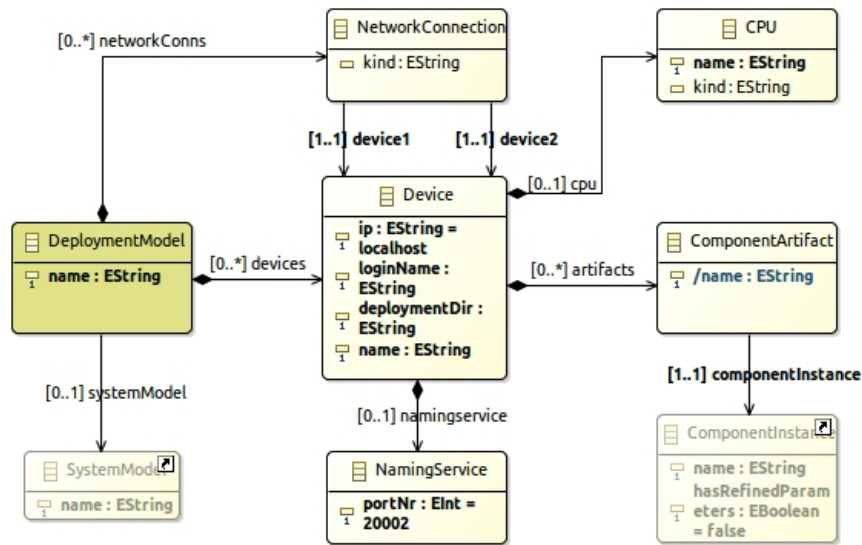 NetworkConnection
kind : EString
CPU
name : EString
kind : EString
[0..*] networkConns
[1..1] device1
[1..1] device2
[0..1] cpu
Device
ip : EString =
localhost
loginName :
EString
deploymentDir :
EString
name : EString
DeploymentModel
name : EString
[0..*] devices
[0..*] artifacts
ComponentArtifact
/name : EString
[0..1] systemModel
[0..1] namingservice
[1..1] componentInstance
SystemModel
name : EString
NamingService
portNr : EInt =
20002
ComponentInstance
name : EString
hasRefinedParam
eters : EBoolean
= false